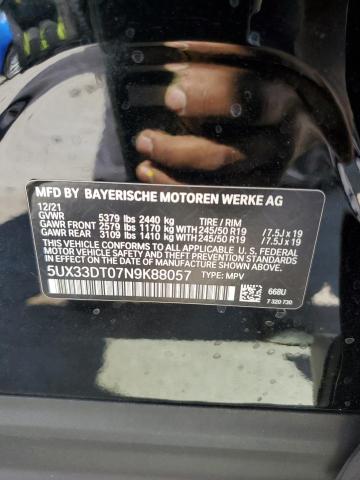 MFD BY BAYERISCHE MOTOREN WERKE AG
12/21
GVWR 5379 lbs 2440 kg TIRE / RIM
GAWR FRONT 2579 lbs 1170 kg WITH 245/50 R19 / 7.5J x 19
GAWR REAR 3109 lbs 1410 kg WITH 245/50 R19 / 7.5J x 19
THIS VEHICLE CONFORMS TO ALL APPLICABLE U.S. FEDERAL
MOTOR VEHICLE SAFETY, BUMPER, AND THEFT
PREVENTION STANDARDS IN EFFECT ON THE DATE OF
MANUFACTURE SHOWN ABOVE.
5UX33DT07N9K88057 TYPE: MPV
668U
7 320 730